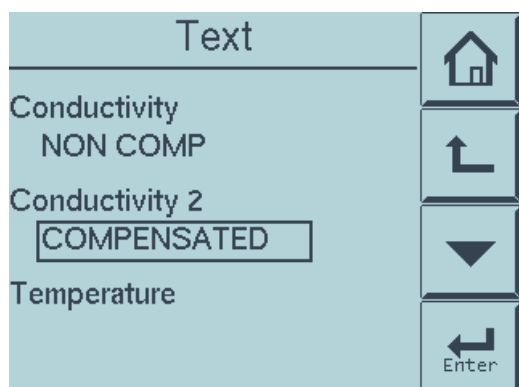 Text
Conductivity
NON COMP
Conductivity 2
COMPENSATED
Temperature
Enter